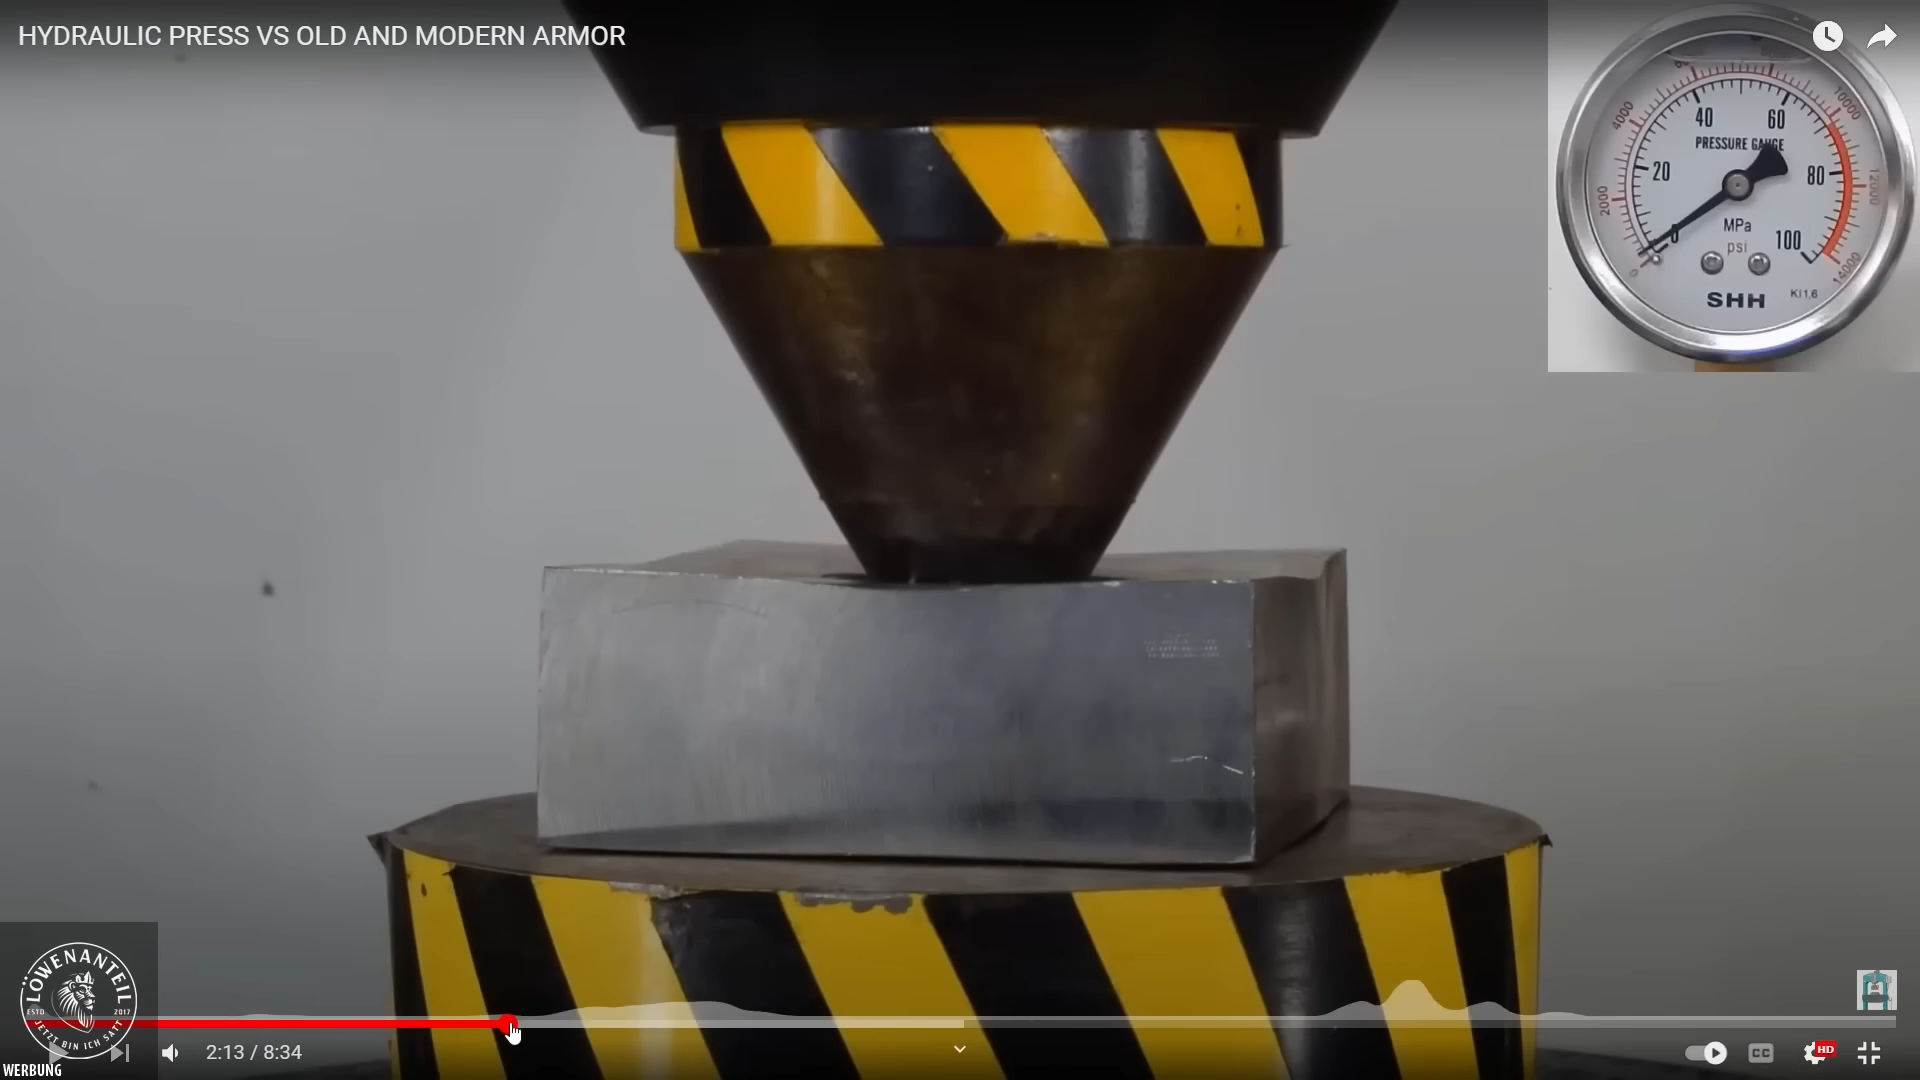 HYDRAULIC PRESS VS OLD AND MODERN ARMOR
40 60
PRESSURE GAUGE
20 80
0 100
MPa
psi
SHH
Kl1,6
0
2000
4000
10000
12000
14000
LÖWENANTEIL
ESTD 2017
JETZT BIN ICH SATT
WERBUNG
2:13 / 8:34
CC
HD